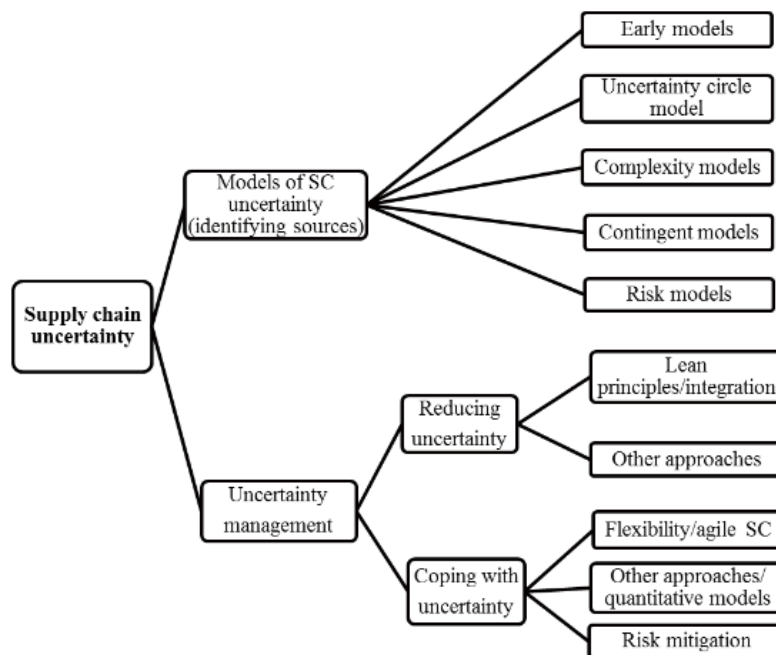 Early models
Uncertainty circle
model
Models of SC
uncertainty
(identifying sources)
Complexity models
Contingent models
Risk models
Supply chain
uncertainty
Lean
principles/integration
Reducing
uncertainty
Other approaches
Uncertainty
management
Flexibility/agile SC
Coping with
uncertainty
Other approaches/
quantitative models
Risk mitigation